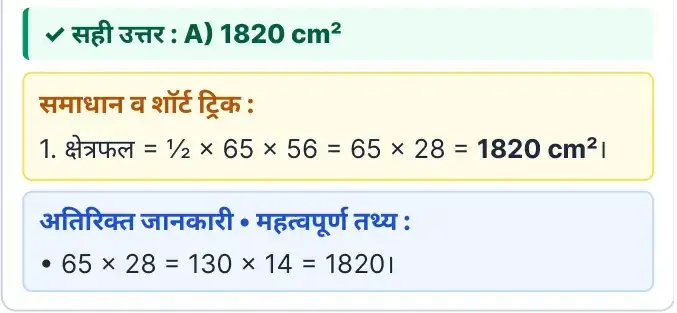 ✓ सही उत्तर : A) 1820 cm²
समाधान व शॉर्ट ट्रिक :
1. क्षेत्रफल = ½ × 65 × 56 = 65 × 28 = 1820 cm²।
अतिरिक्त जानकारी • महत्वपूर्ण तथ्य :
• 65 × 28 = 130 × 14 = 1820।